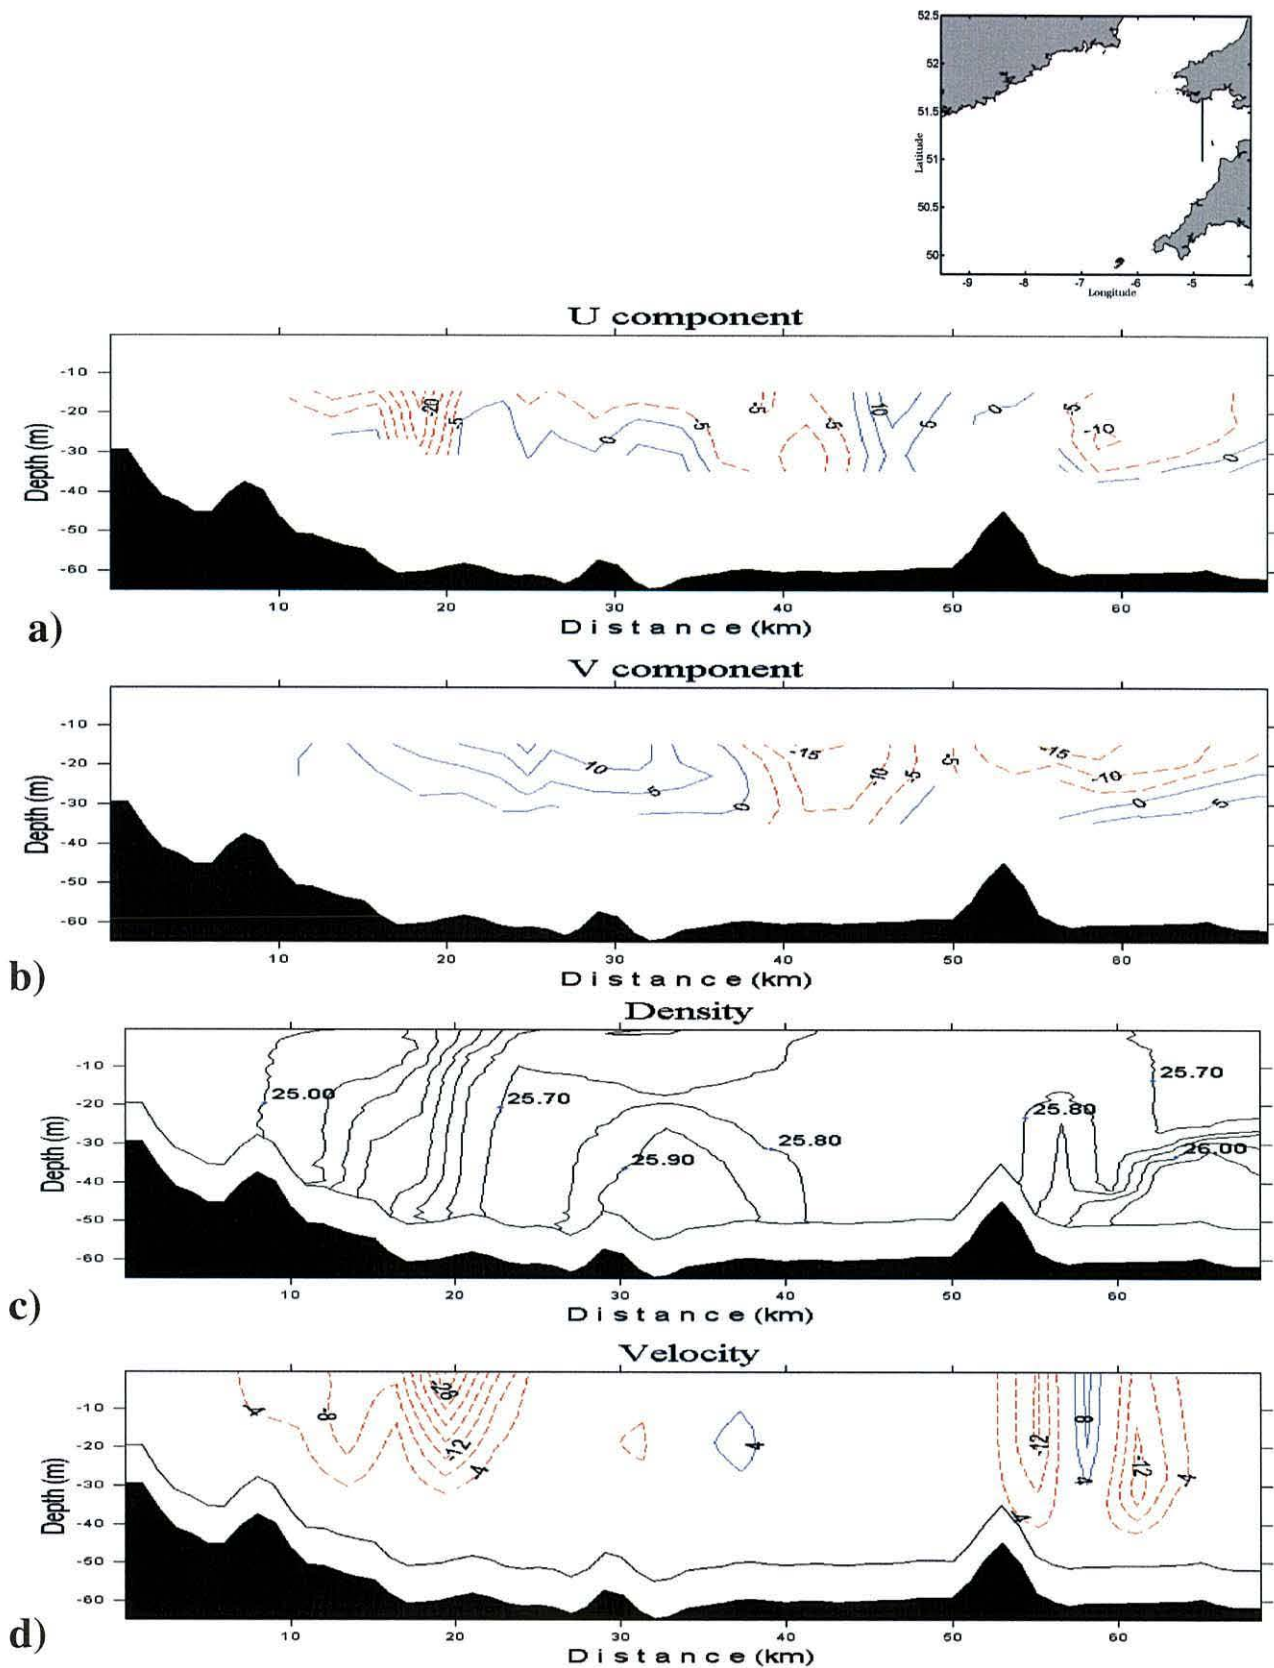 52.5
52
51.5
51
50.5
50
Latitude
-9 -8 -7 -6 -5 -4
Longitude
U component
-10
-20
-30
-40
-50
-60
Depth (m)
-20 -5 0 -5 -5 -5 10 5 0 -5 -10 0
10 20 30 40 50 60
Distance (km)
a)
V component
-10
-20
-30
-40
-50
-60
Depth (m)
10 5 0 -15 -10 -5 -5 -15 -10 0 5
10 20 30 40 50 60
Distance (km)
b)
Density
-10
-20
-30
-40
-50
-60
Depth (m)
25.00 25.70 25.80 25.90 25.80 25.70 26.00
10 20 30 40 50 60
Distance (km)
c)
Velocity
-10
-20
-30
-40
-50
-60
Depth (m)
-4 -8 -12 -4 4 -12 4 8 4 -12 -4
10 20 30 40 50 60
Distance (km)
d)